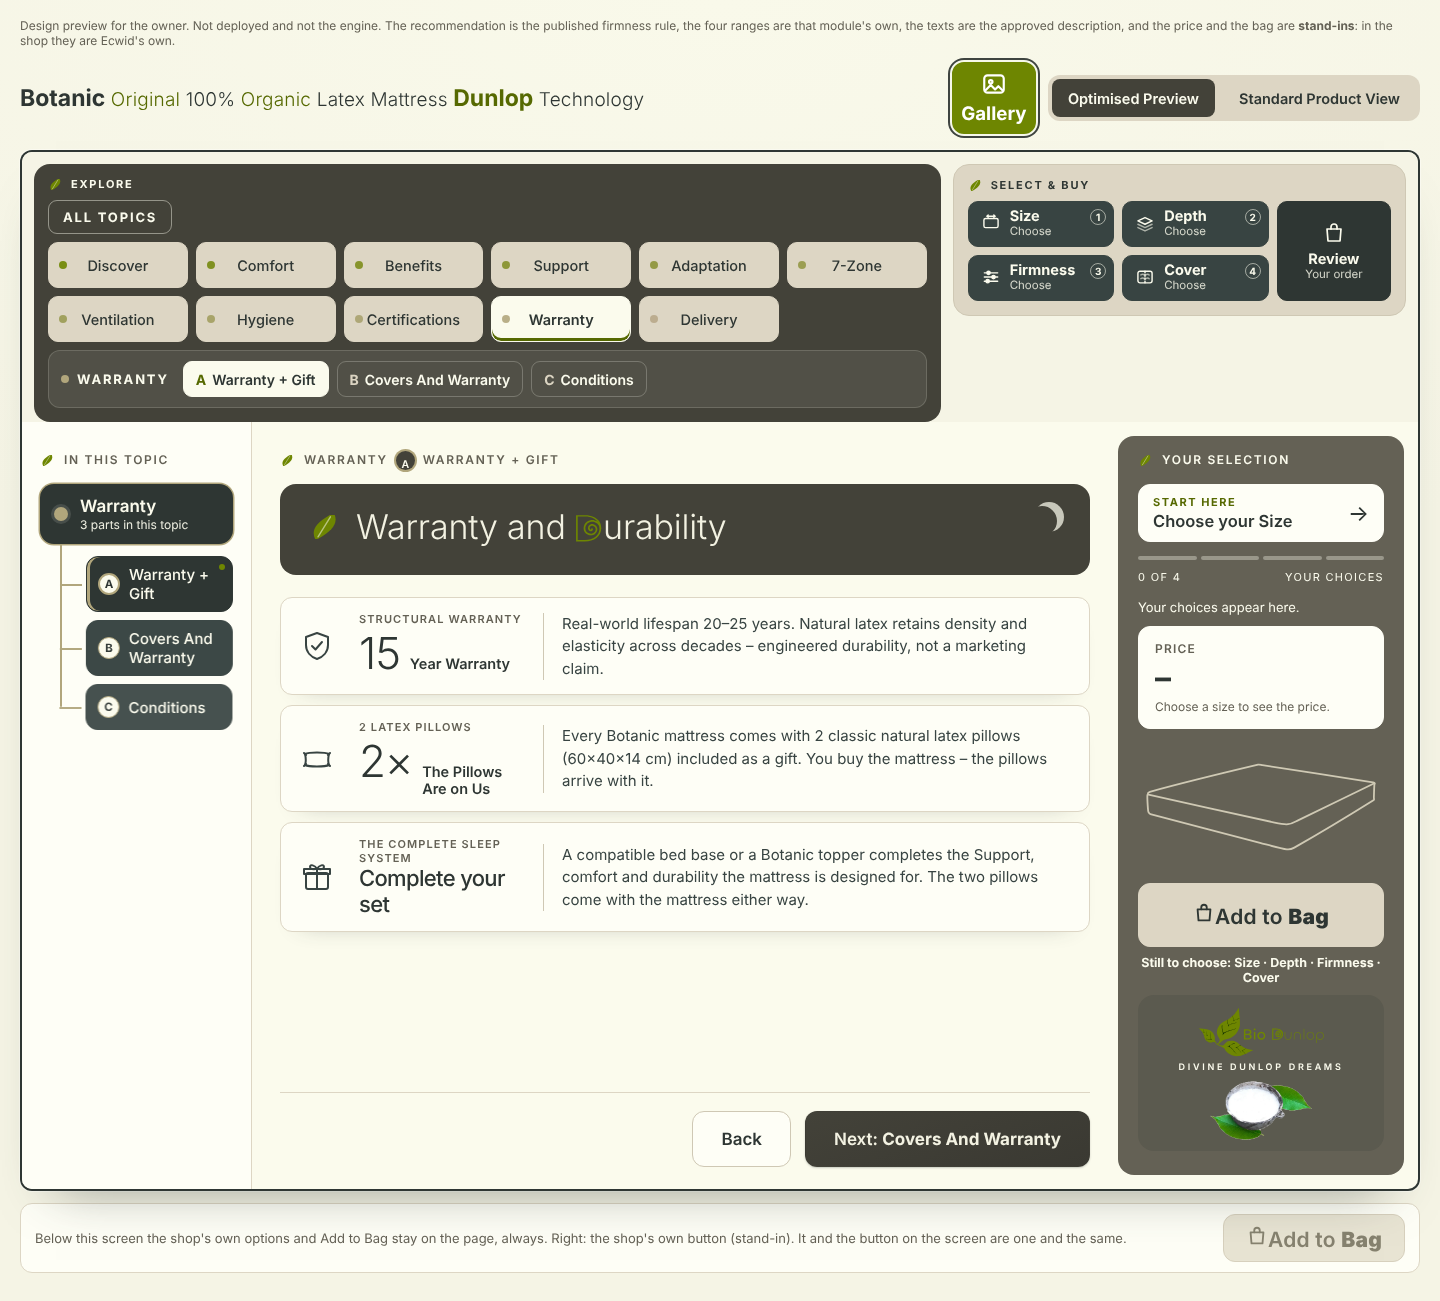 Design preview for the owner. Not deployed and not the engine. The recommendation is the published firmness rule, the four ranges are that module's own, the texts are the approved description, and the price and the bag are stand-ins: in the
shop they are Ecwid's own.
Botanic Original 100% Organic Latex Mattress Dunlop Technology
Gallery
Optimised Preview
Standard Product View
EXPLORE
ALL TOPICS
Discover
Comfort
Benefits
Support
Adaptation
7-Zone
Ventilation
Hygiene
Certifications
Warranty
Delivery
WARRANTY
A Warranty + Gift
B Covers And Warranty
C Conditions
SELECT & BUY
Size
Choose
1
Depth
Choose
2
Firmness
Choose
3
Cover
Choose
4
Review
Your order
IN THIS TOPIC
Warranty
3 parts in this topic
A
Warranty +
Gift
B
Covers And
Warranty
C
Conditions
WARRANTY A WARRANTY + GIFT
Warranty and Durability
STRUCTURAL WARRANTY
15 Year Warranty
Real-world lifespan 20–25 years. Natural latex retains density and
elasticity across decades – engineered durability, not a marketing
claim.
2 LATEX PILLOWS
2× The Pillows
Are on Us
Every Botanic mattress comes with 2 classic natural latex pillows
(60×40×14 cm) included as a gift. You buy the mattress – the pillows
arrive with it.
THE COMPLETE SLEEP
SYSTEM
Complete your
set
A compatible bed base or a Botanic topper completes the Support,
comfort and durability the mattress is designed for. The two pillows
come with the mattress either way.
Back
Next: Covers And Warranty
YOUR SELECTION
START HERE
Choose your Size
0 OF 4
YOUR CHOICES
Your choices appear here.
PRICE
–
Choose a size to see the price.
Add to Bag
Still to choose: Size · Depth · Firmness ·
Cover
Bio Dunlop
DIVINE DUNLOP DREAMS
Below this screen the shop's own options and Add to Bag stay on the page, always. Right: the shop's own button (stand-in). It and the button on the screen are one and the same.
Add to Bag